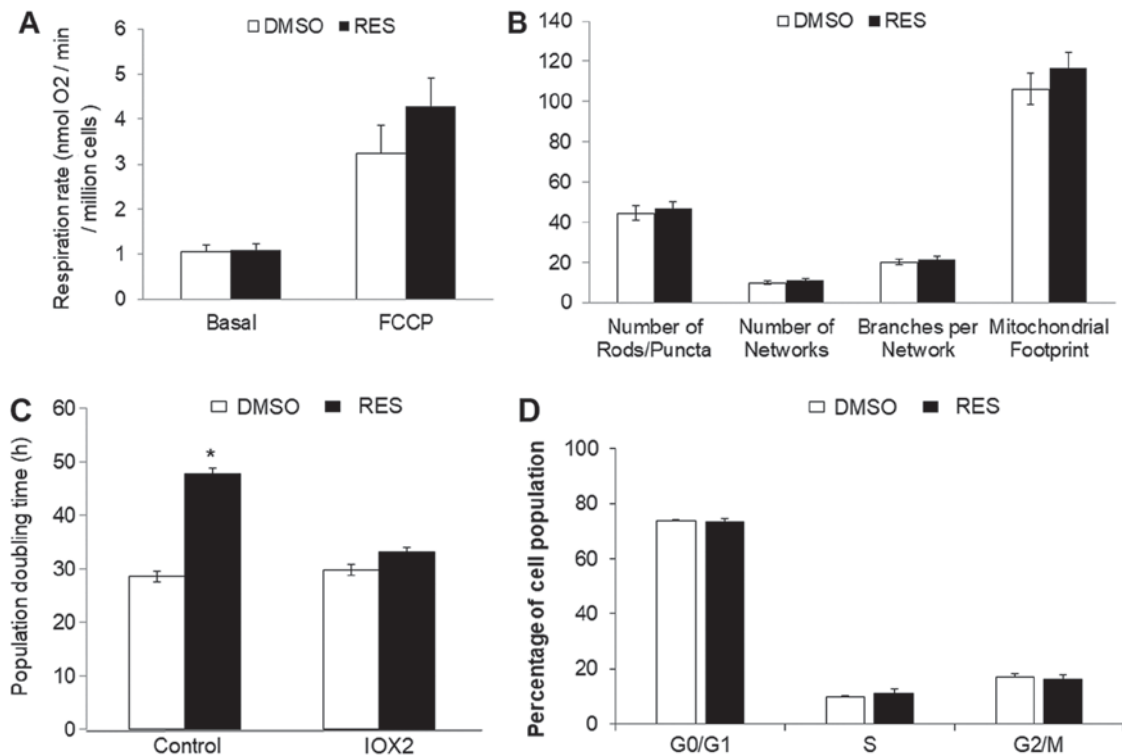 A
DMSO RES
Respiration rate (nmol O2 / min
/ million cells )
6
5
4
3
2
1
0
Basal FCCP
B
DMSO RES
140
120
100
80
60
40
20
0
Number of Number of Branches per Mitochondrial
Rods/Puncta Networks Network Footprint
C
DMSO RES
Population doubling time (h)
60
50
40
30
20
10
0
*
Control IOX2
D
DMSO RES
Percentage of cell population
100
80
60
40
20
0
G0/G1 S G2/M